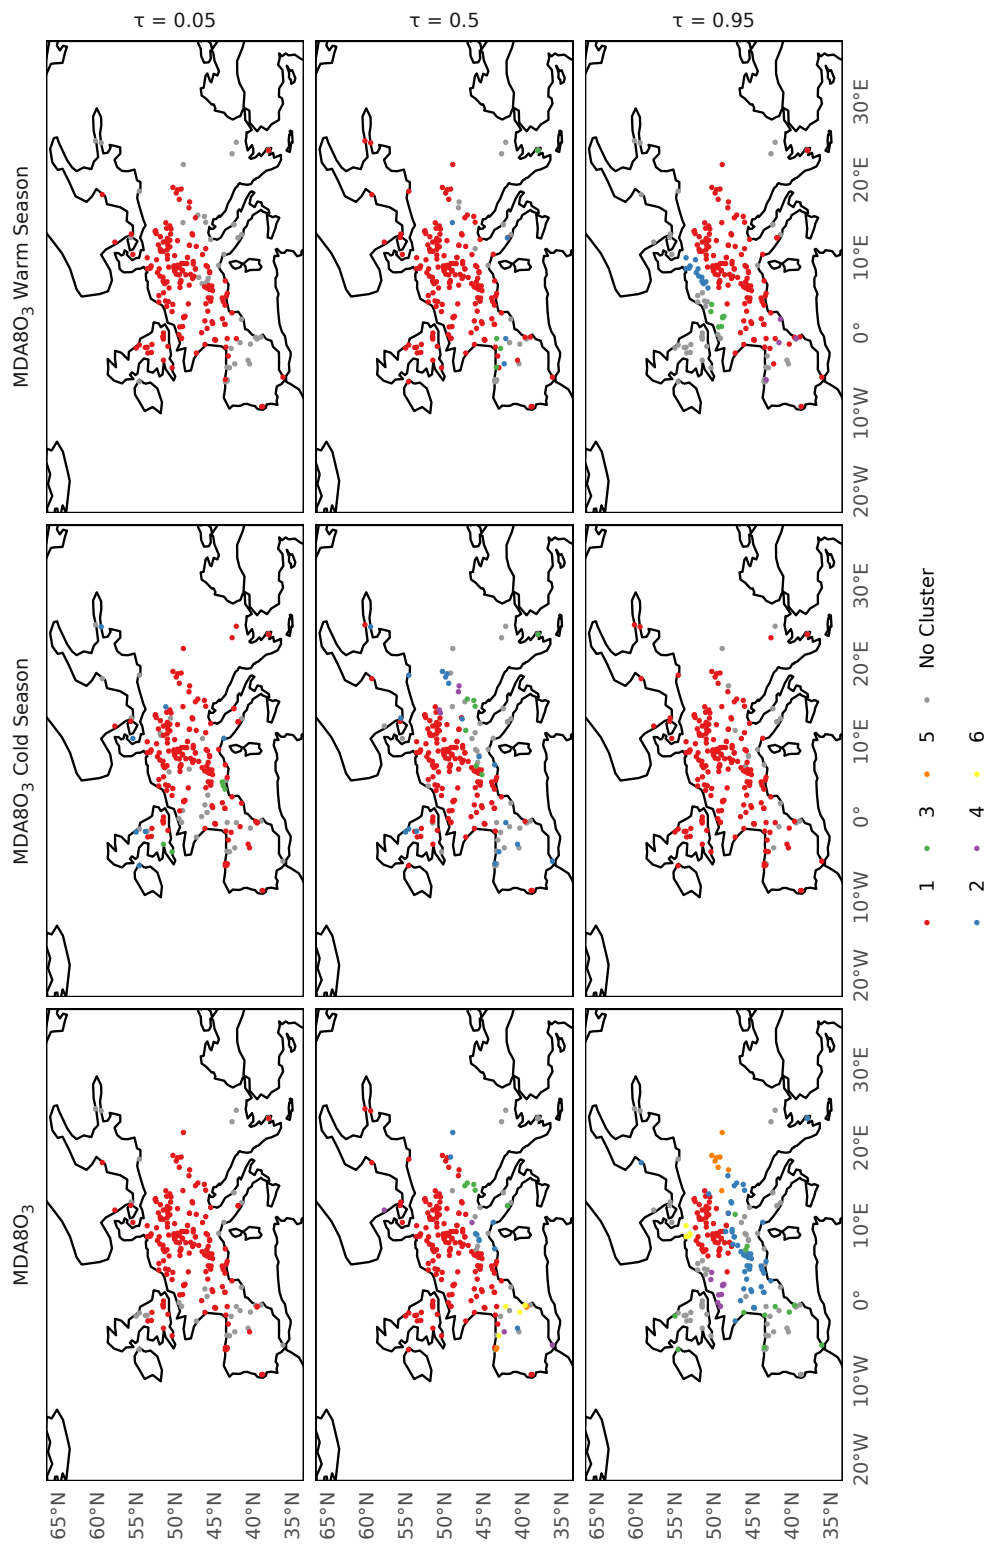 MDA8O3
MDA8O3 Cold Season
MDA8O3 Warm Season
τ = 0.05
τ = 0.5
τ = 0.95
65°N
60°N
55°N
50°N
45°N
40°N
35°N
65°N
60°N
55°N
50°N
45°N
40°N
35°N
65°N
60°N
55°N
50°N
45°N
40°N
35°N
20°W
10°W
0°
10°E
20°E
30°E
20°W
10°W
0°
10°E
20°E
30°E
20°W
10°W
0°
10°E
20°E
30°E
1 3 5 No Cluster
2 4 6